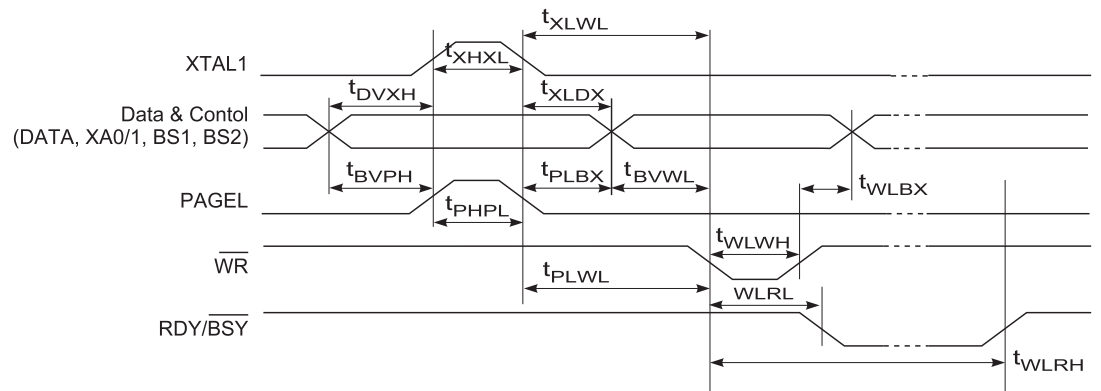 tXLWL
XTAL1
tXHXL
tDVXH
tXLDX
Data & Contol
(DATA, XA0/1, BS1, BS2)
tBVPH
tPLBX
tBVWL
tWLBX
PAGEL
tPHPL
tWLWH
WR
tPLWL
WLRL
RDY/BSY
tWLRH